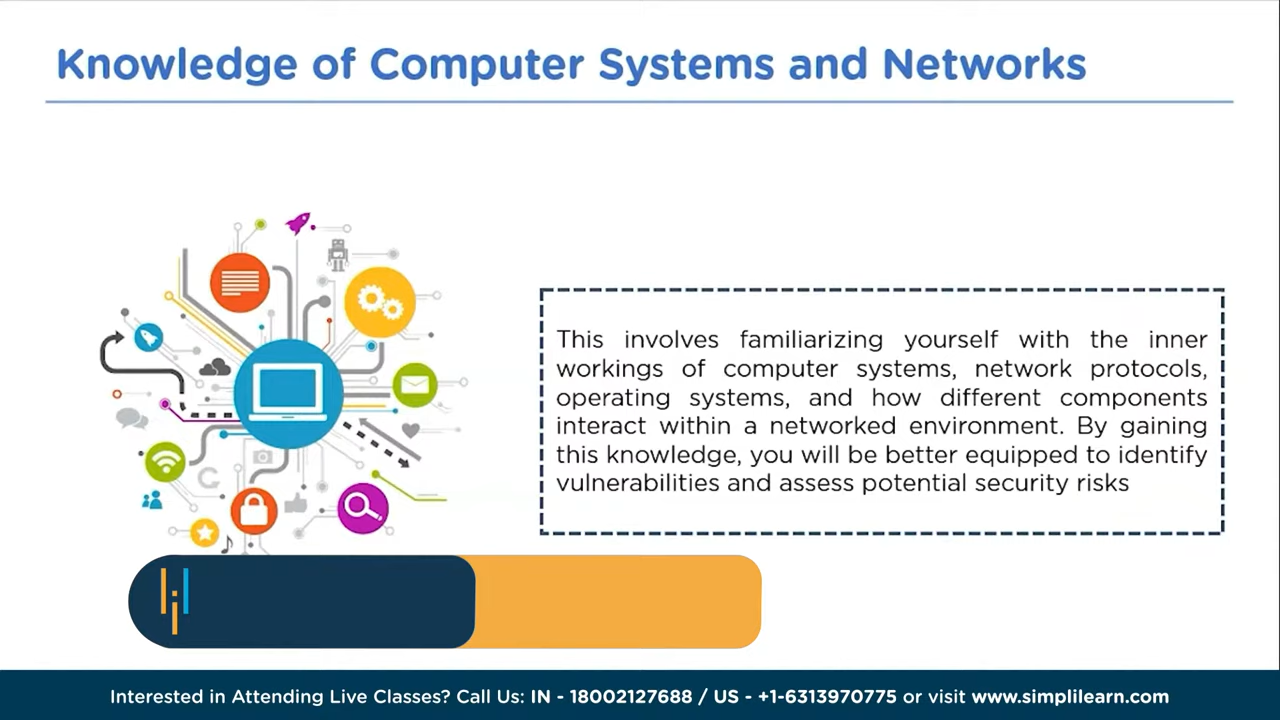 Knowledge of Computer Systems and Networks
This involves familiarizing yourself with the inner
workings of computer systems, network protocols,
operating systems, and how different components
interact within a networked environment. By gaining
this knowledge, you will be better equipped to identify
vulnerabilities and assess potential security risks
Interested in Attending Live Classes? Call Us: IN - 18002127688 / US - +1-6313970775 or visit www.simplilearn.com